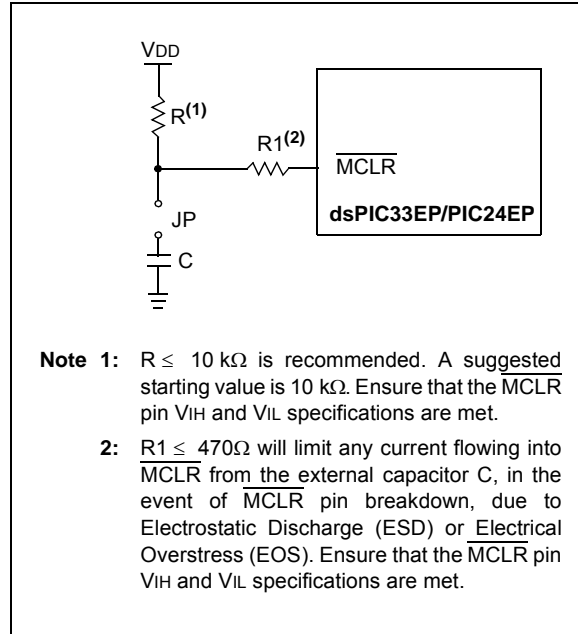 VDD
R(1)
R1(2)
MCLR
dsPIC33EP/PIC24EP
JP
C
Note 1: R ≤ 10 kΩ is recommended. A suggested
starting value is 10 kΩ. Ensure that the MCLR
pin VIH and VIL specifications are met.
2: R1 ≤ 470Ω will limit any current flowing into
MCLR from the external capacitor C, in the
event of MCLR pin breakdown, due to
Electrostatic Discharge (ESD) or Electrical
Overstress (EOS). Ensure that the MCLR pin
VIH and VIL specifications are met.